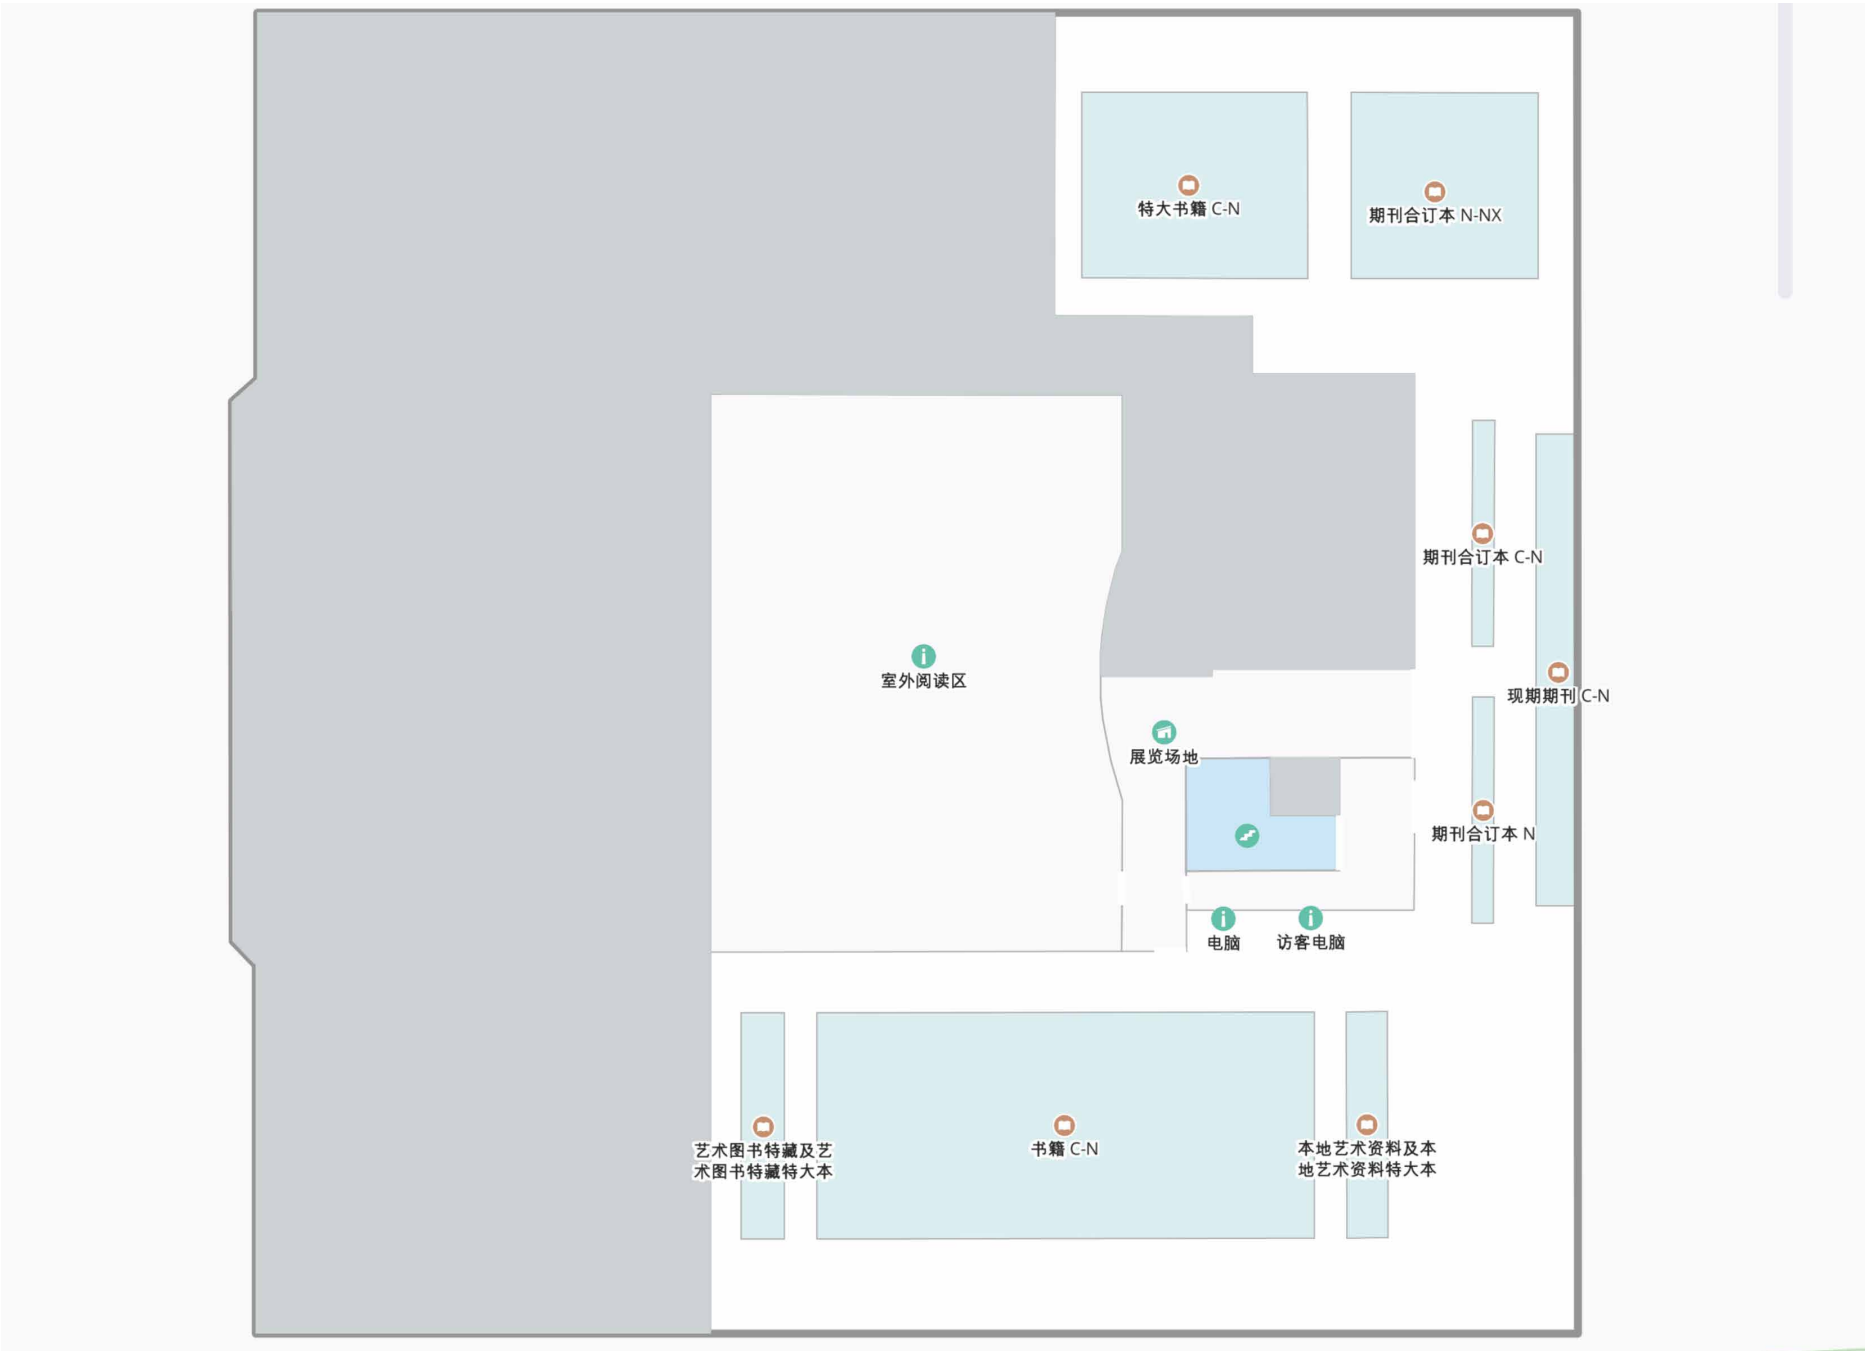 特大书籍 C-N
期刊合订本 N-NX
期刊合订本 C-N
室外阅读区
现期期刊 C-N
展览场地
期刊合订本 N
电脑
访客电脑
艺术图书特藏及艺
术图书特藏特大本
书籍 C-N
本地艺术资料及本
地艺术资料特大本